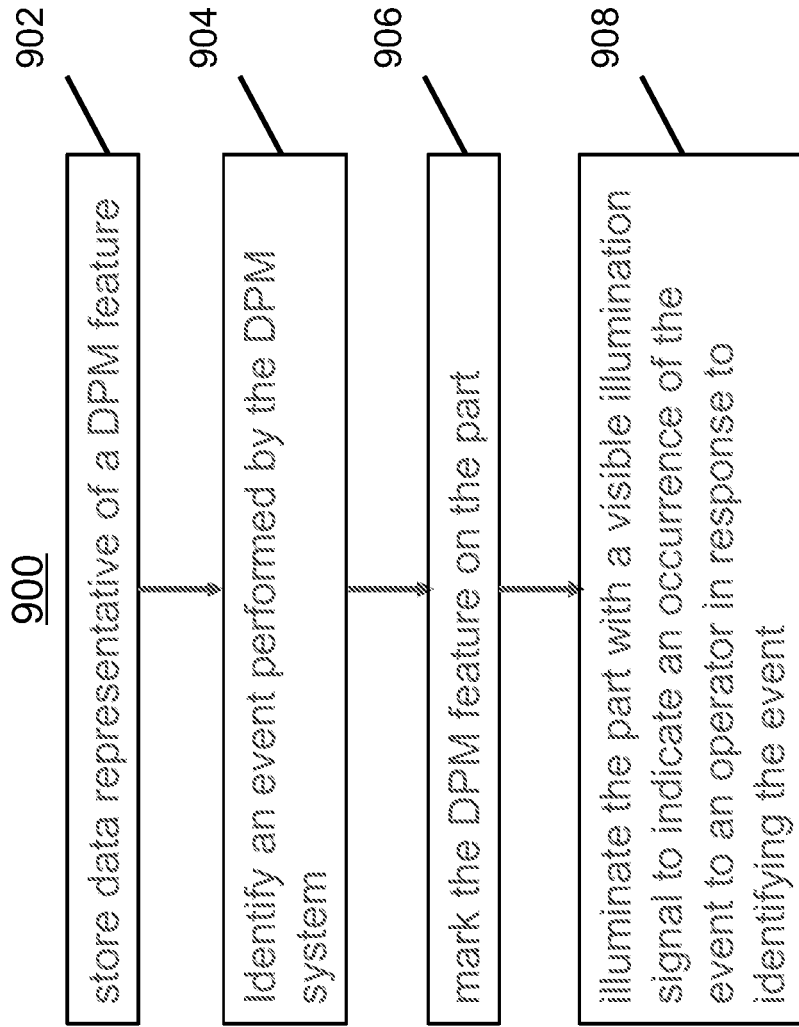 900
store data representative of a DPM feature
902
Identify an event performed by the DPM
system
904
mark the DPM feature on the part
906
illuminate the part with a visible illumination
signal to indicate an occurrence of the
event to an operator in response to
identifying the event
908